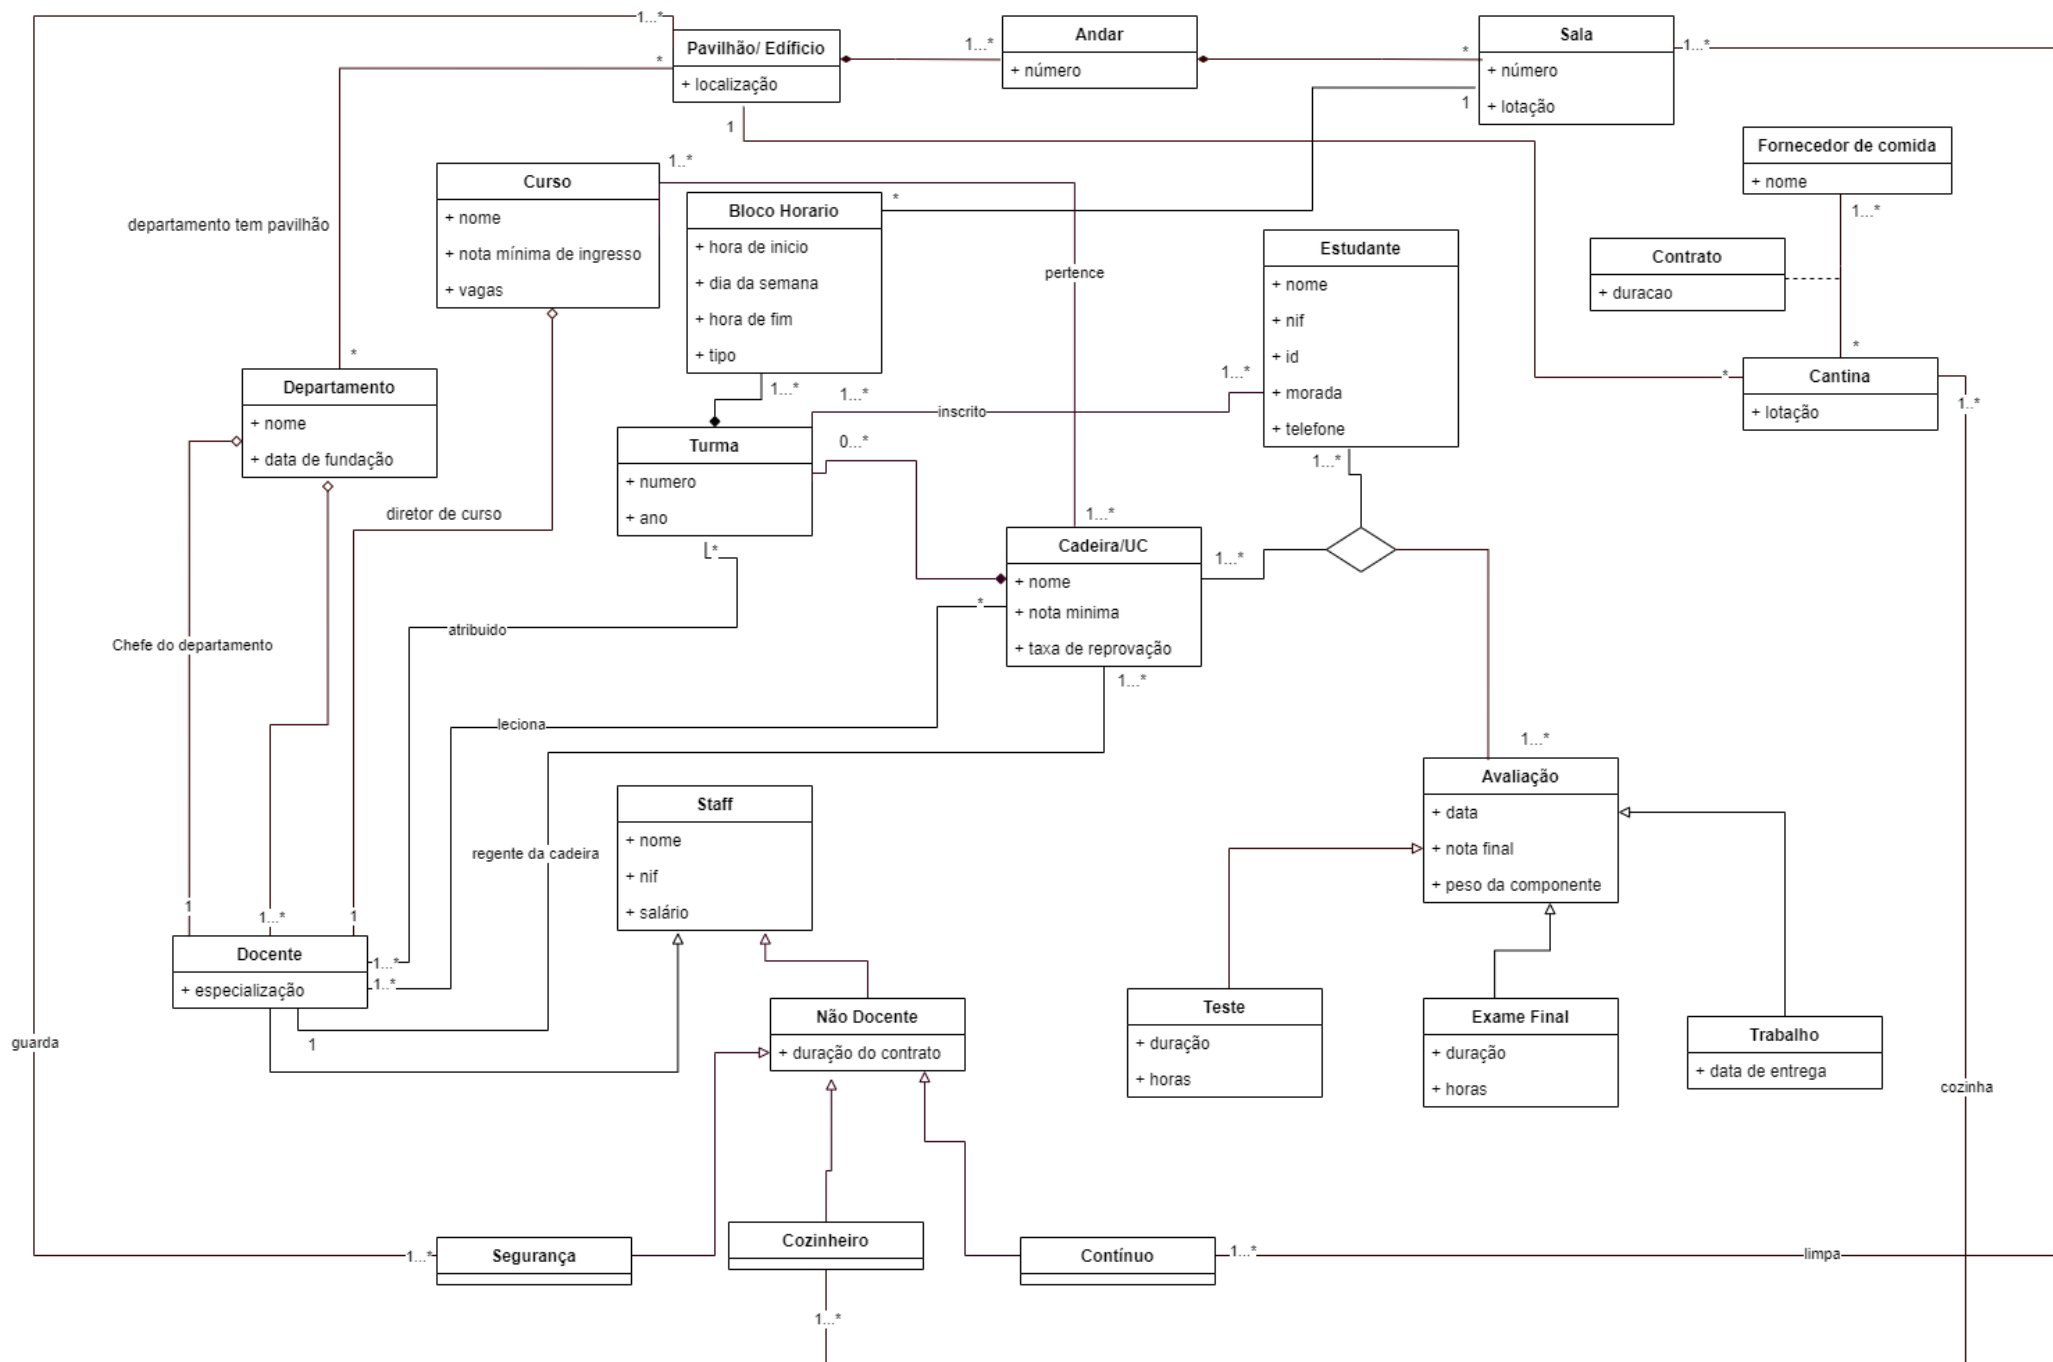 1...*
Pavilhão/ Edíficio
+ localização
1...*
Andar
+ número
*
Sala
+ número
+ lotação
1...*
*
1
1
Fornecedor de comida
+ nome
1...*
Contrato
+ duracao
*
Cantina
+ lotação
*
1..*
departamento tem pavilhão
*
Curso
+ nome
+ nota mínima de ingresso
+ vagas
1..*
Bloco Horario
+ hora de inicio
+ dia da semana
+ hora de fim
+ tipo
*
1...*
pertence
Estudante
+ nome
+ nif
+ id
+ morada
+ telefone
1...*
1...*
inscrito
1...*
Departamento
+ nome
+ data de fundação
Turma
+ numero
+ ano
0...*
*
diretor de curso
1...*
Cadeira/UC
+ nome
+ nota minima
+ taxa de reprovação
1...*
*
1...*
atribuido
Chefe do departamento
leciona
regente da cadeira
1...*
Avaliação
+ data
+ nota final
+ peso da componente
Staff
+ nome
+ nif
+ salário
1
1...*
1
Docente
+ especialização
1...*
1..*
1
guarda
Não Docente
+ duração do contrato
Teste
+ duração
+ horas
Exame Final
+ duração
+ horas
Trabalho
+ data de entrega
cozinha
1...*
Segurança
Cozinheiro
Contínuo
1...*
limpa
1...*